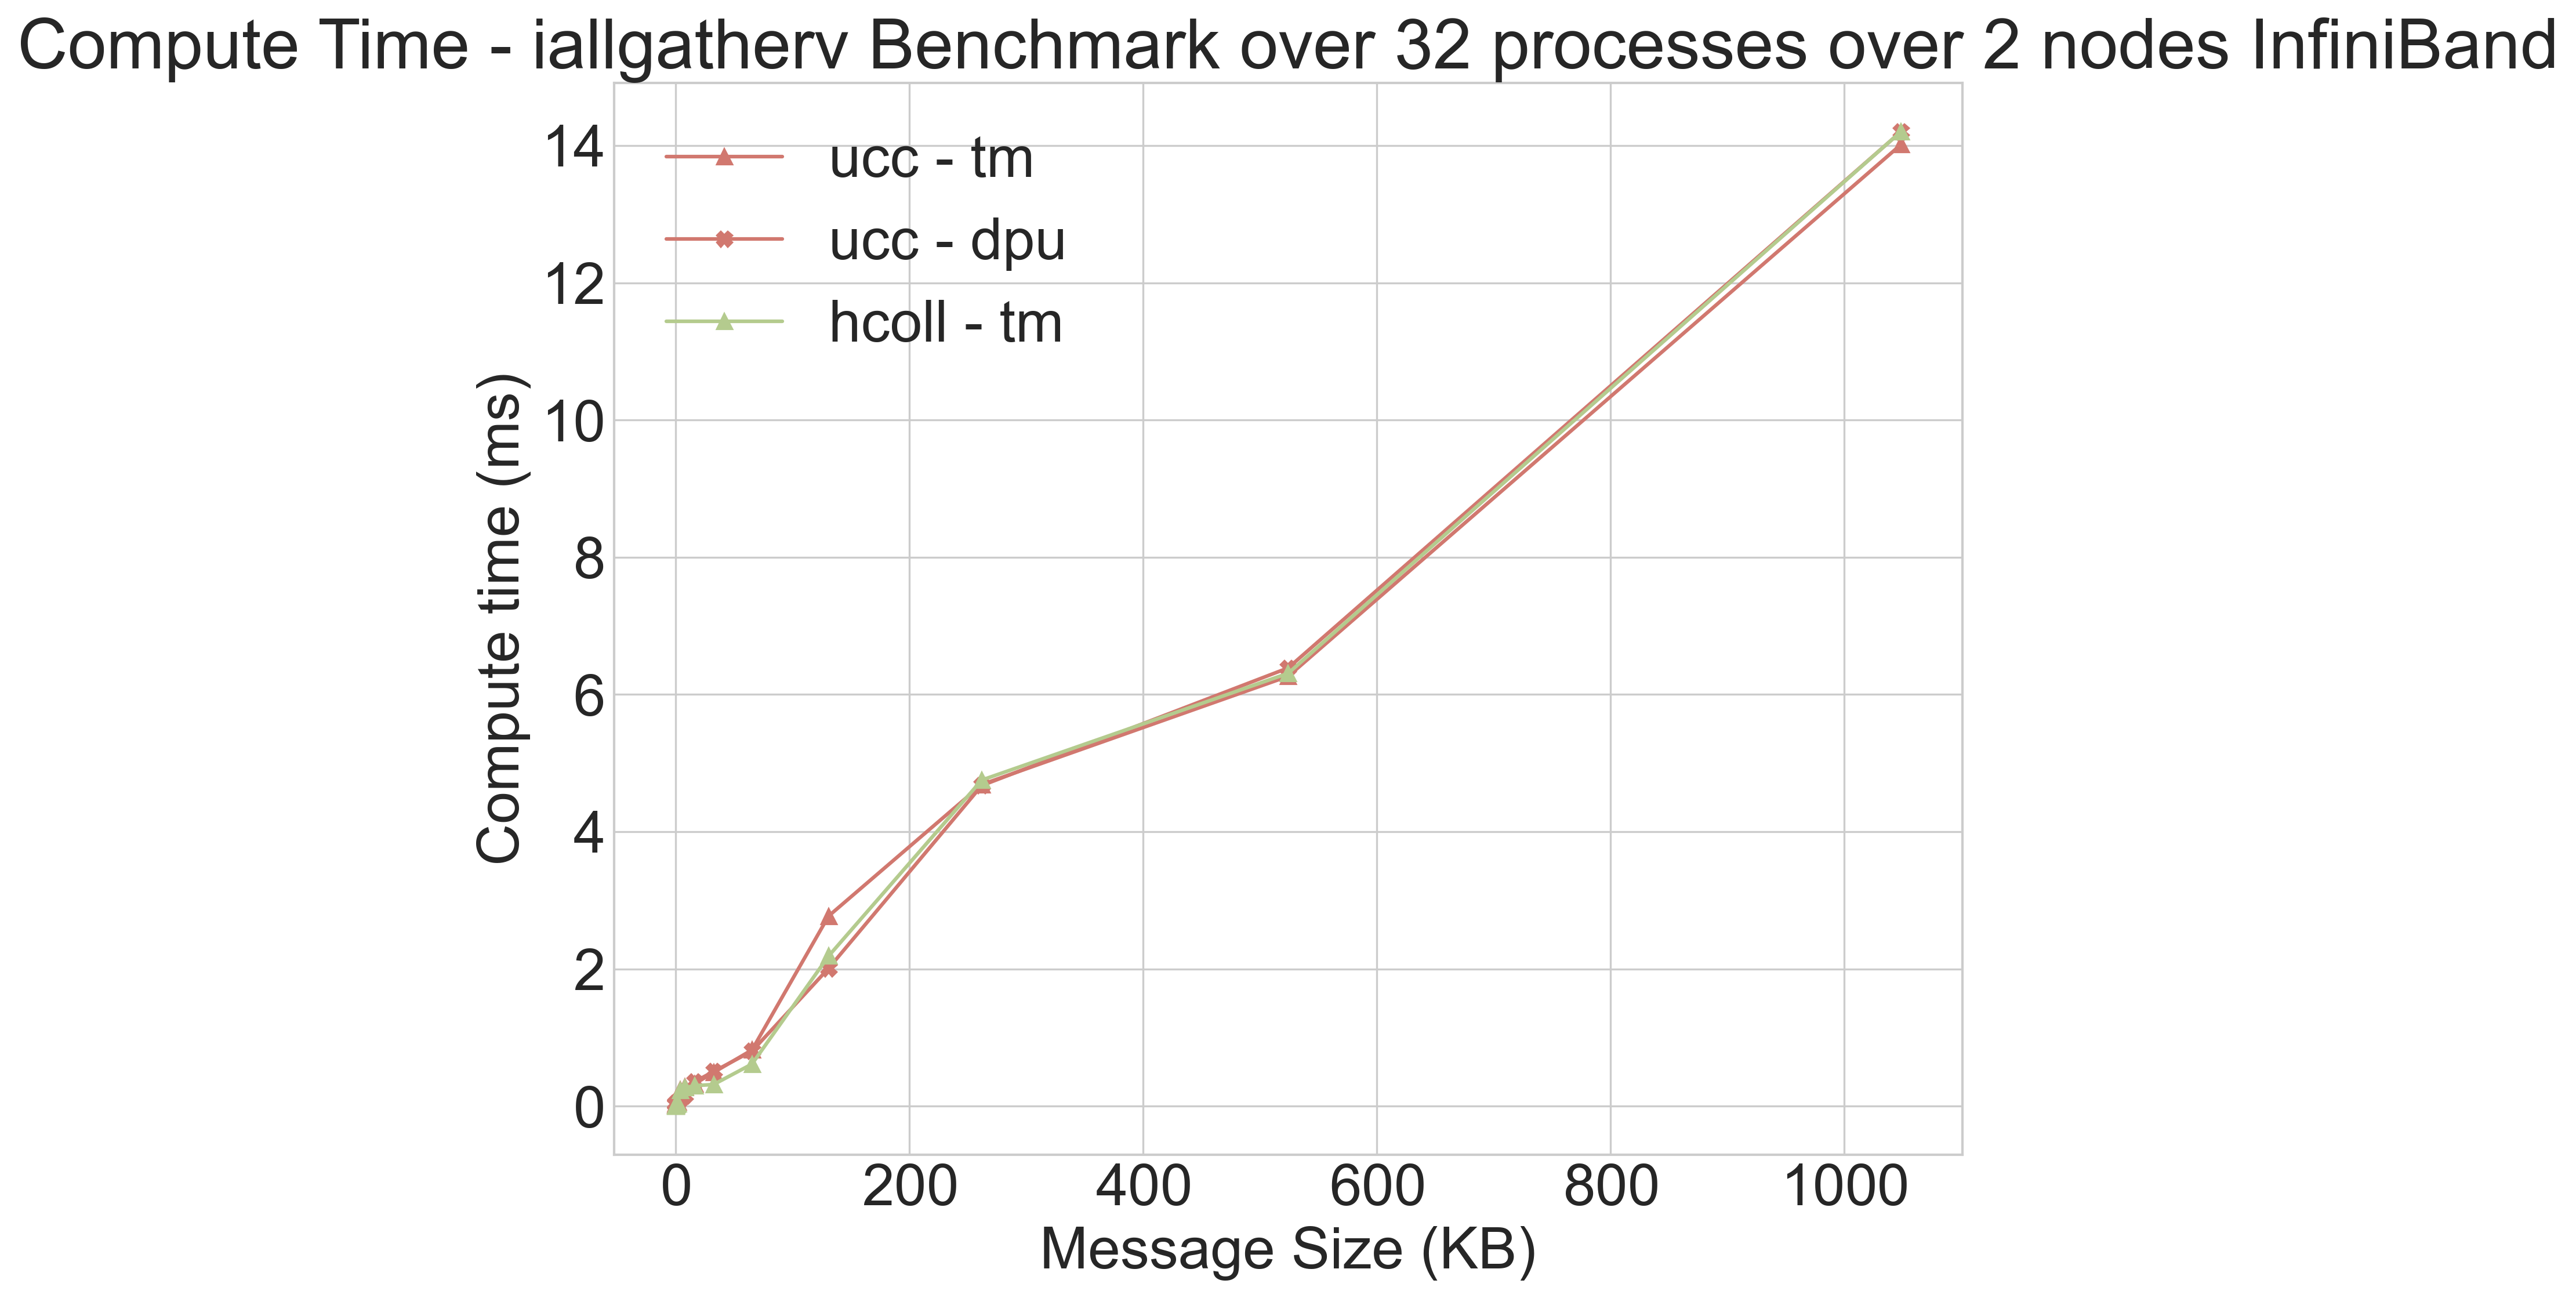 Compute Time - iallgatherv Benchmark over 32 processes over 2 nodes InfiniBand
14
12
10
8
6
4
2
0
Compute time (ms)
ucc - tm
ucc - dpu
hcoll - tm
0 200 400 600 800 1000
Message Size (KB)